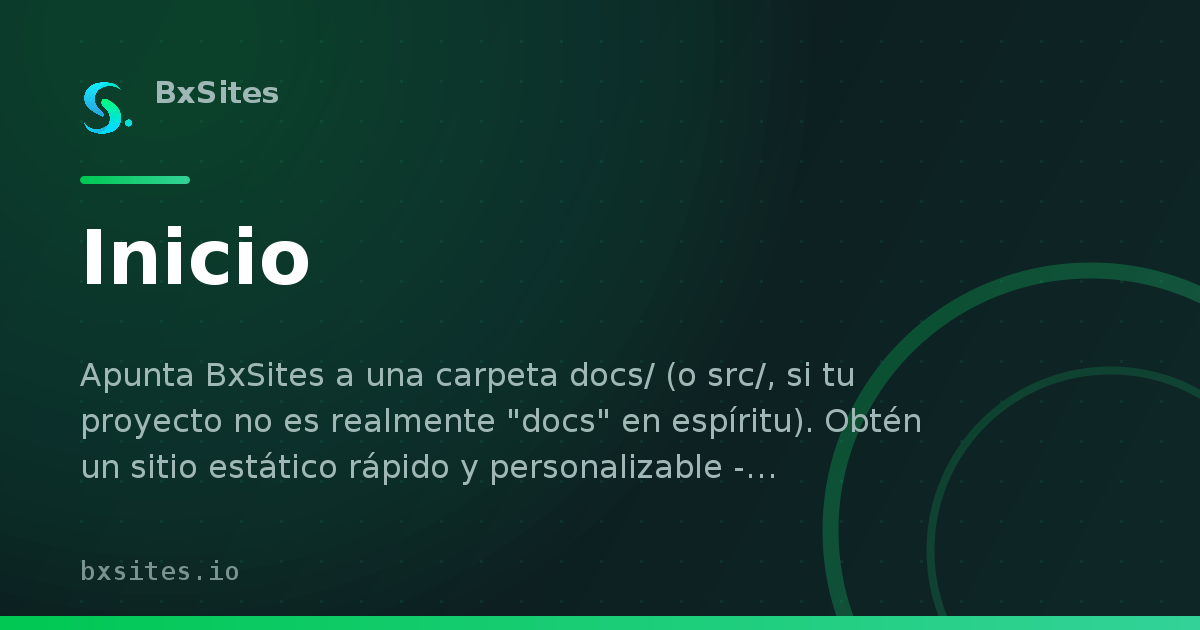 BxSites
Inicio
Apunta BxSites a una carpeta docs/ (o src/, si tu
proyecto no es realmente "docs" en espíritu). Obtén
un sitio estático rápido y personalizable -...
bxsites.io